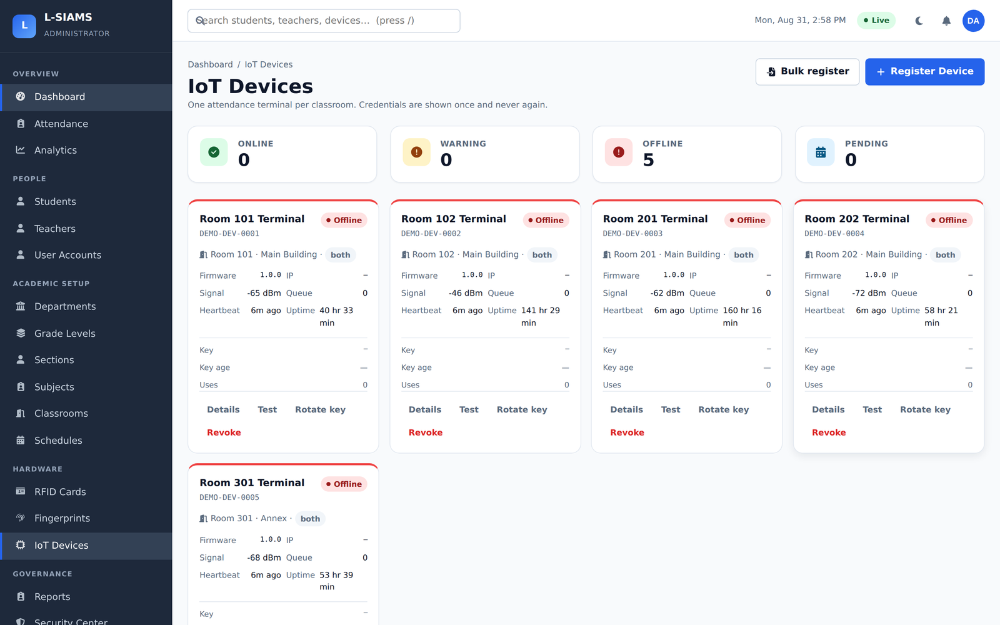 L
L-SIAMS
ADMINISTRATOR
OVERVIEW
Dashboard
Attendance
Analytics
PEOPLE
Students
Teachers
User Accounts
ACADEMIC SETUP
Departments
Grade Levels
Sections
Subjects
Classrooms
Schedules
HARDWARE
RFID Cards
Fingerprints
IoT Devices
GOVERNANCE
Reports
Security Center
Search students, teachers, devices... (press /)
Mon, Aug 31, 2:58 PM
Live
DA
Dashboard / IoT Devices
IoT Devices
One attendance terminal per classroom. Credentials are shown once and never again.
Bulk register
+ Register Device
ONLINE
0
WARNING
0
OFFLINE
5
PENDING
0
Room 101 Terminal
Offline
DEMO-DEV-0001
Room 101 · Main Building · both
Firmware 1.0.0 IP –
Signal -65 dBm Queue 0
Heartbeat 6m ago Uptime 40 hr 33
min
Key –
Key age —
Uses 0
Details Test Rotate key
Revoke
Room 102 Terminal
Offline
DEMO-DEV-0002
Room 102 · Main Building · both
Firmware 1.0.0 IP –
Signal -46 dBm Queue 0
Heartbeat 6m ago Uptime 141 hr 29
min
Key –
Key age —
Uses 0
Details Test Rotate key
Revoke
Room 201 Terminal
Offline
DEMO-DEV-0003
Room 201 · Main Building · both
Firmware 1.0.0 IP –
Signal -62 dBm Queue 0
Heartbeat 6m ago Uptime 160 hr 16
min
Key –
Key age —
Uses 0
Details Test Rotate key
Revoke
Room 202 Terminal
Offline
DEMO-DEV-0004
Room 202 · Main Building · both
Firmware 1.0.0 IP –
Signal -72 dBm Queue 0
Heartbeat 6m ago Uptime 58 hr 21
min
Key –
Key age —
Uses 0
Details Test Rotate key
Revoke
Room 301 Terminal
Offline
DEMO-DEV-0005
Room 301 · Annex · both
Firmware 1.0.0 IP –
Signal -68 dBm Queue 0
Heartbeat 6m ago Uptime 53 hr 39
min
Key –